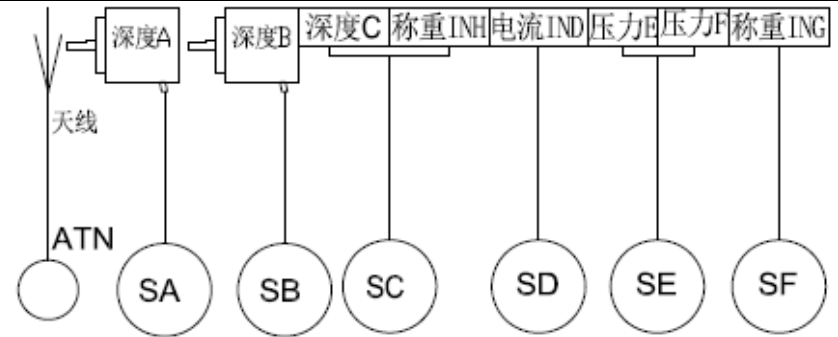 深度A
深度B
深度C
称重INH
电流IND
压力E
压力F
称重ING
天线
ATN
SA
SB
SC
SD
SE
SF